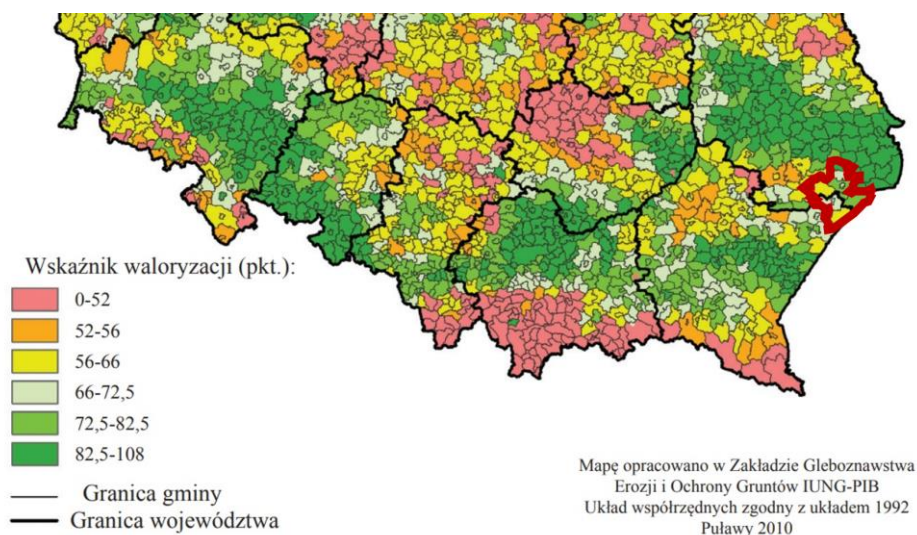 Wskaźnik waloryzacji (pkt.):
0-52
52-56
56-66
66-72,5
72,5-82,5
82,5-108
Granica gminy
Granica województwa
Mapę opracowano w Zakładzie Gleboznawstwa
Erozji i Ochrony Gruntów IUNG-PIB
Układ współrzędnych zgodny z układem 1992
Puławy 2010